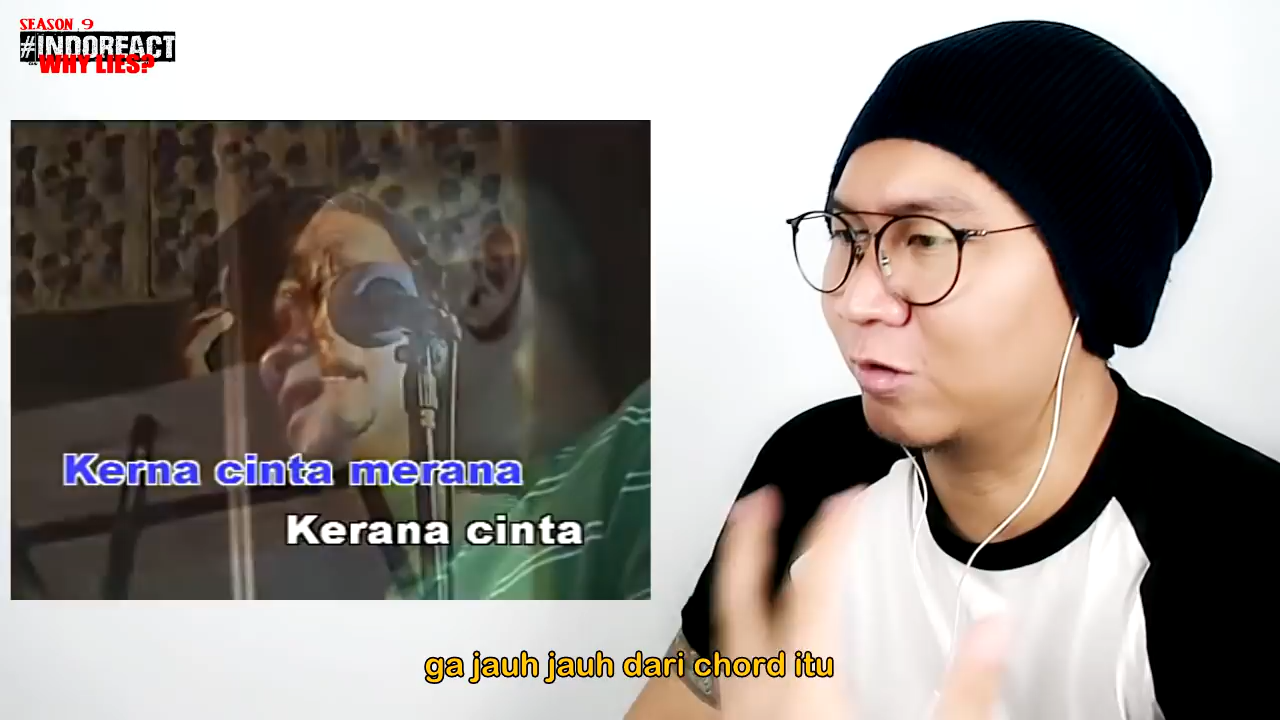 SEASON 9
#INDOREACT
WHY LIES?
Kerna cinta merana
Kerana cinta
ga jauh jauh dari chord itu